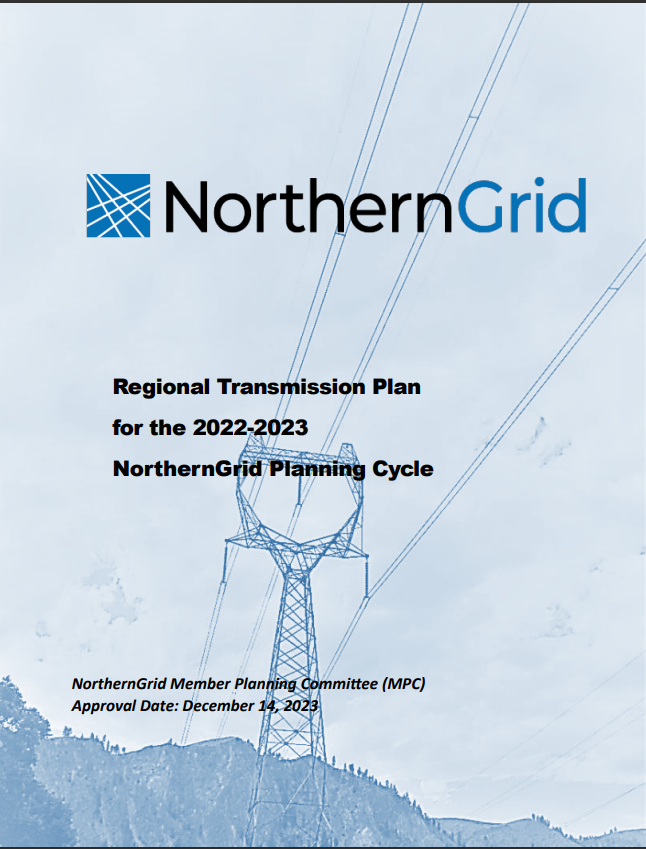 NorthernGrid
Regional Transmission Plan
for the 2022-2023
NorthernGrid Planning Cycle
NorthernGrid Member Planning Committee (MPC)
Approval Date: December 14, 2023